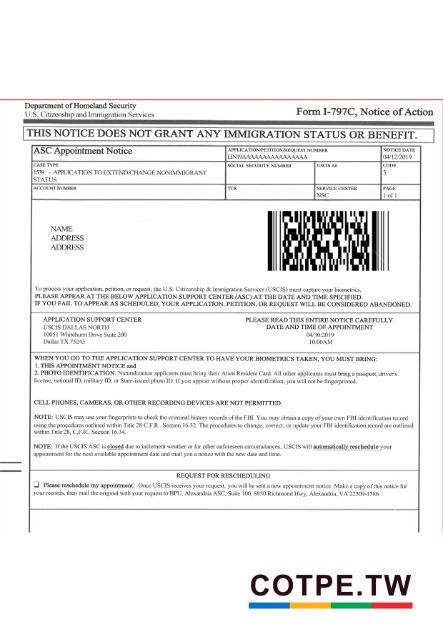 Department of Homeland Security
U.S. Citizenship and Immigration Services
Form I-797C, Notice of Action
THIS NOTICE DOES NOT GRANT ANY IMMIGRATION STATUS OR BENEFIT.
ASC Appointment Notice
APPLICATION/PETITION/REQUEST NUMBER
NOTICE DATE
04/12/2019
CASE TYPE
I539 - APPLICATION TO EXTEND/CHANGE NONIMMIGRANT
STATUS
SOCIAL SECURITY NUMBER
USCIS A#
CODE
3
ACCOUNT NUMBER
TCR
SERVICE CENTER
NSC
PAGE
1 of 1
NAME
ADDRESS
ADDRESS
To process your application, petition, or request, the U.S. Citizenship & Immigration Services (USCIS) must capture your biometrics.
PLEASE APPEAR AT THE BELOW APPLICATION SUPPORT CENTER (ASC) AT THE DATE AND TIME SPECIFIED.
IF YOU FAIL TO APPEAR AS SCHEDULED, YOUR APPLICATION, PETITION, OR REQUEST WILL BE CONSIDERED ABANDONED.
APPLICATION SUPPORT CENTER
USCIS DALLAS NORTH
10051 Whitehurst Drive Suite 200
Dallas TX 75243
PLEASE READ THIS ENTIRE NOTICE CAREFULLY.
DATE AND TIME OF APPOINTMENT
04/30/2019
10:00AM
WHEN YOU GO TO THE APPLICATION SUPPORT CENTER TO HAVE YOUR BIOMETRICS TAKEN, YOU MUST BRING:
1. THIS APPOINTMENT NOTICE and
2. PHOTO IDENTIFICATION. Naturalization applicants must bring their Alien Resident Card. All other applicants must bring a passport, driver's
license, national ID, military ID, or State-issued photo ID. If you appear without proper identification, you will not be fingerprinted.
CELL PHONES, CAMERAS, OR OTHER RECORDING DEVICES ARE NOT PERMITTED.
NOTE: USCIS may use your fingerprints to check the criminal history records of the FBI. You may obtain a copy of your own FBI identification record
using the procedures outlined within Title 28 C.F.R., Section 16.32. The procedures to change, correct, or update your FBI identification record are outlined
within Title 28, C.F.R., Section 16.34.
NOTE: If the USCIS ASC is closed due to inclement weather or for other unforeseen circumstances, USCIS will automatically reschedule your
appointment for the next available appointment date and mail you a notice with the new date and time.
REQUEST FOR RESCHEDULING
Please reschedule my appointment. Once USCIS receives your request, you will be sent a new appointment notice. Make a copy of this notice for
your records, then mail the original with your request to BPU, Alexandria ASC, Suite 100, 8850 Richmond Hwy, Alexandria, VA 22309-1586
COTPE.TW